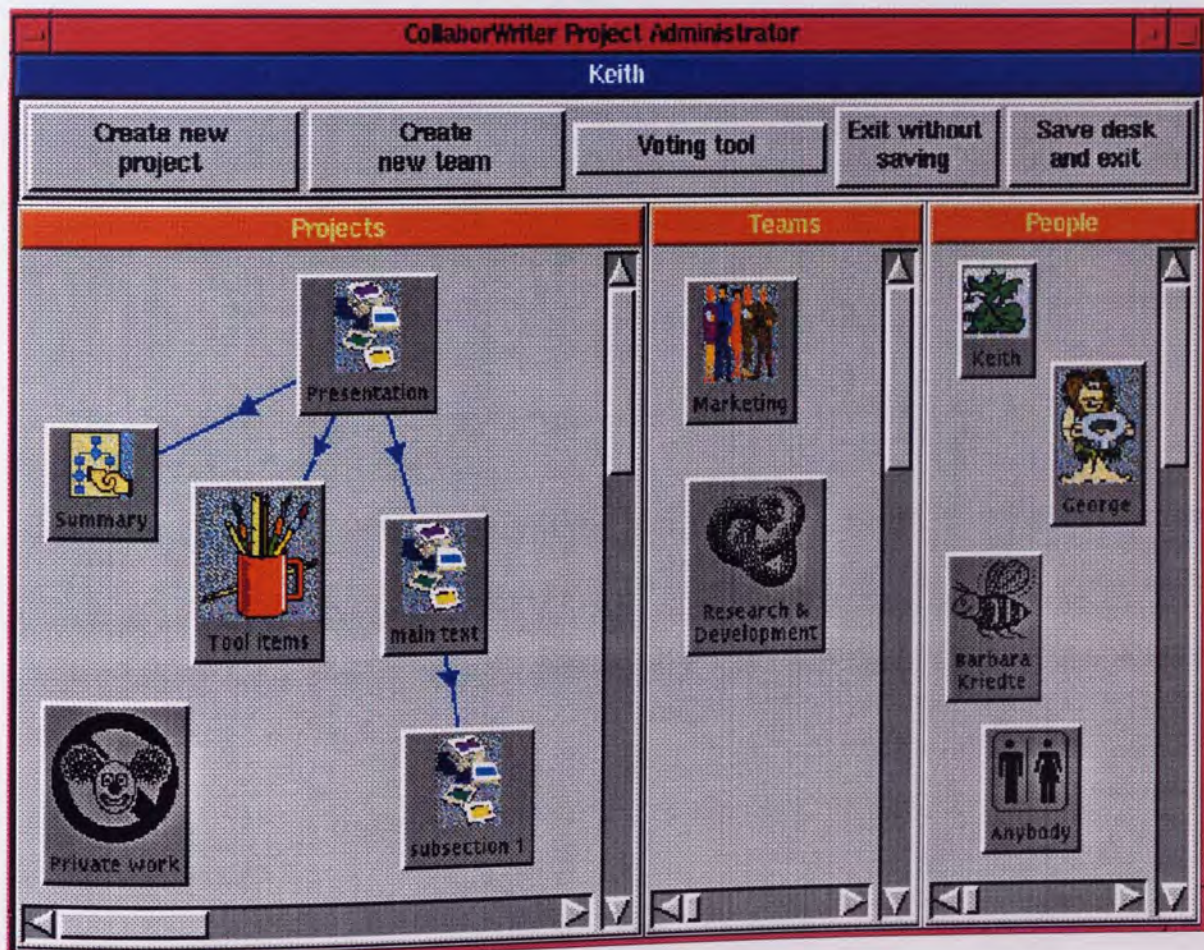 CollaborWriter Project Administrator
Keith
Create new
project
Create
new team
Voting tool
Exit without
saving
Save desk
and exit
Projects
Presentation
Summary
Tool items
main text
Private work
subsection 1
Teams
Marketing
Research &
Development
People
Keith
George
Barbara
Kriedte
Anybody